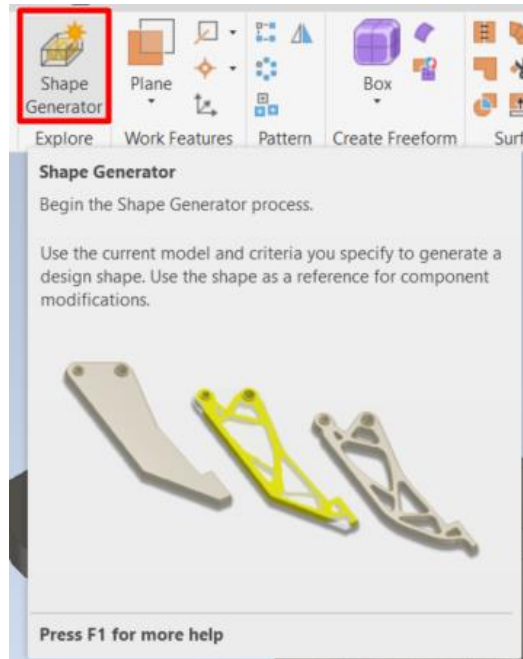 Shape
Generator
Plane
Box
Explore
Work Features
Pattern
Create Freeform
Surf
Shape Generator
Begin the Shape Generator process.
Use the current model and criteria you specify to generate a
design shape. Use the shape as a reference for component
modifications.
Press F1 for more help